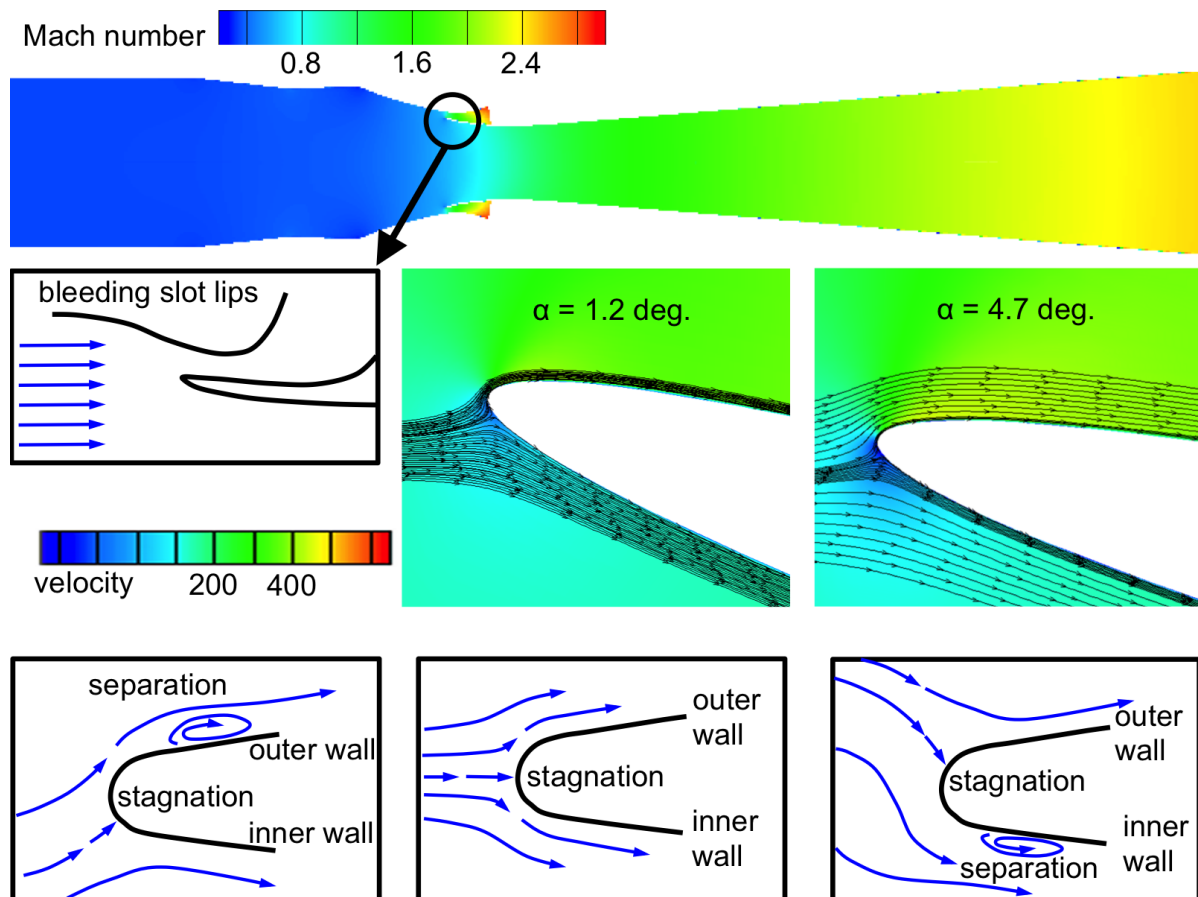 Mach number
0.8 1.6 2.4
bleeding slot lips
α = 1.2 deg.
α = 4.7 deg.
velocity 200 400
separation
outer wall
stagnation
inner wall
outer
wall
stagnation
inner
wall
outer
wall
stagnation
inner
wall
separation